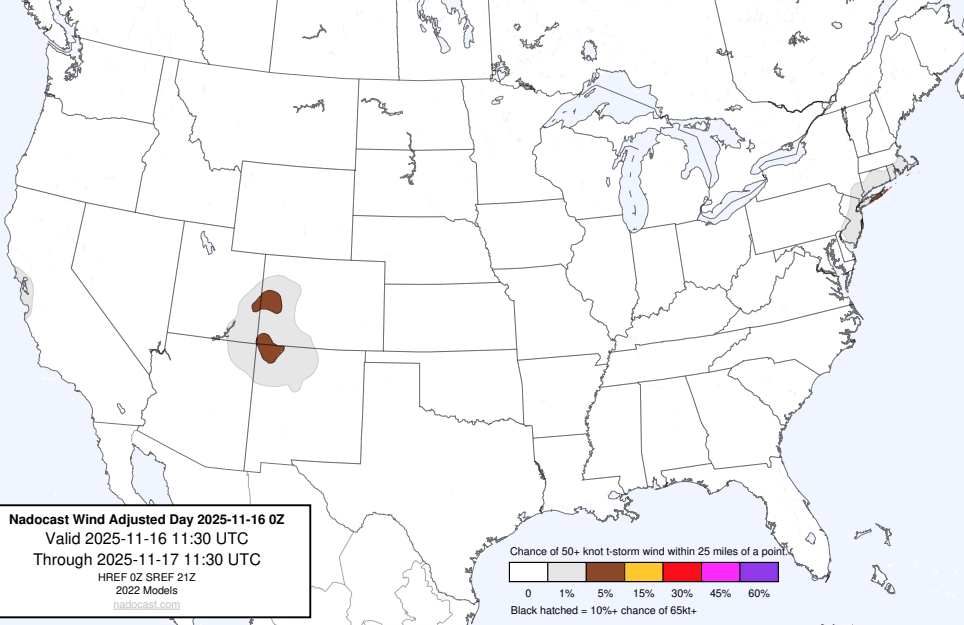 Nadocast Wind Adjusted Day 2025-11-16 0Z
Valid 2025-11-16 11:30 UTC
Through 2025-11-17 11:30 UTC
HREF 0Z SREF 21Z
2022 Models
nadocast.com
Chance of 50+ knot t-storm wind within 25 miles of a point.
0 1% 5% 15% 30% 45% 60%
Black hatched = 10%+ chance of 65kt+